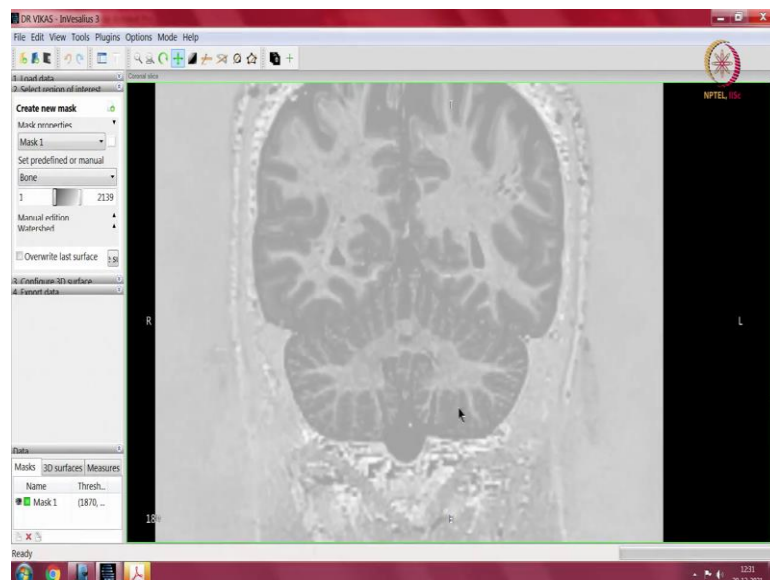 DR VIKAS - InVesalius 3
File Edit View Tools Plugins Options Mode Help
NPTEL, IISc
1. Load data
2. Select region of interest
Create new mask
Mask properties
Mask 1
Set predefined or manual
Bone
1 2139
Manual edition
Watershed
Overwrite last surface
3. Configure 3D surface
4. Export data
Coronal slice
T
R
L
Data
Masks 3D surfaces Measures
Name Thresh...
Mask 1 (1870, ...
Ready
12:31